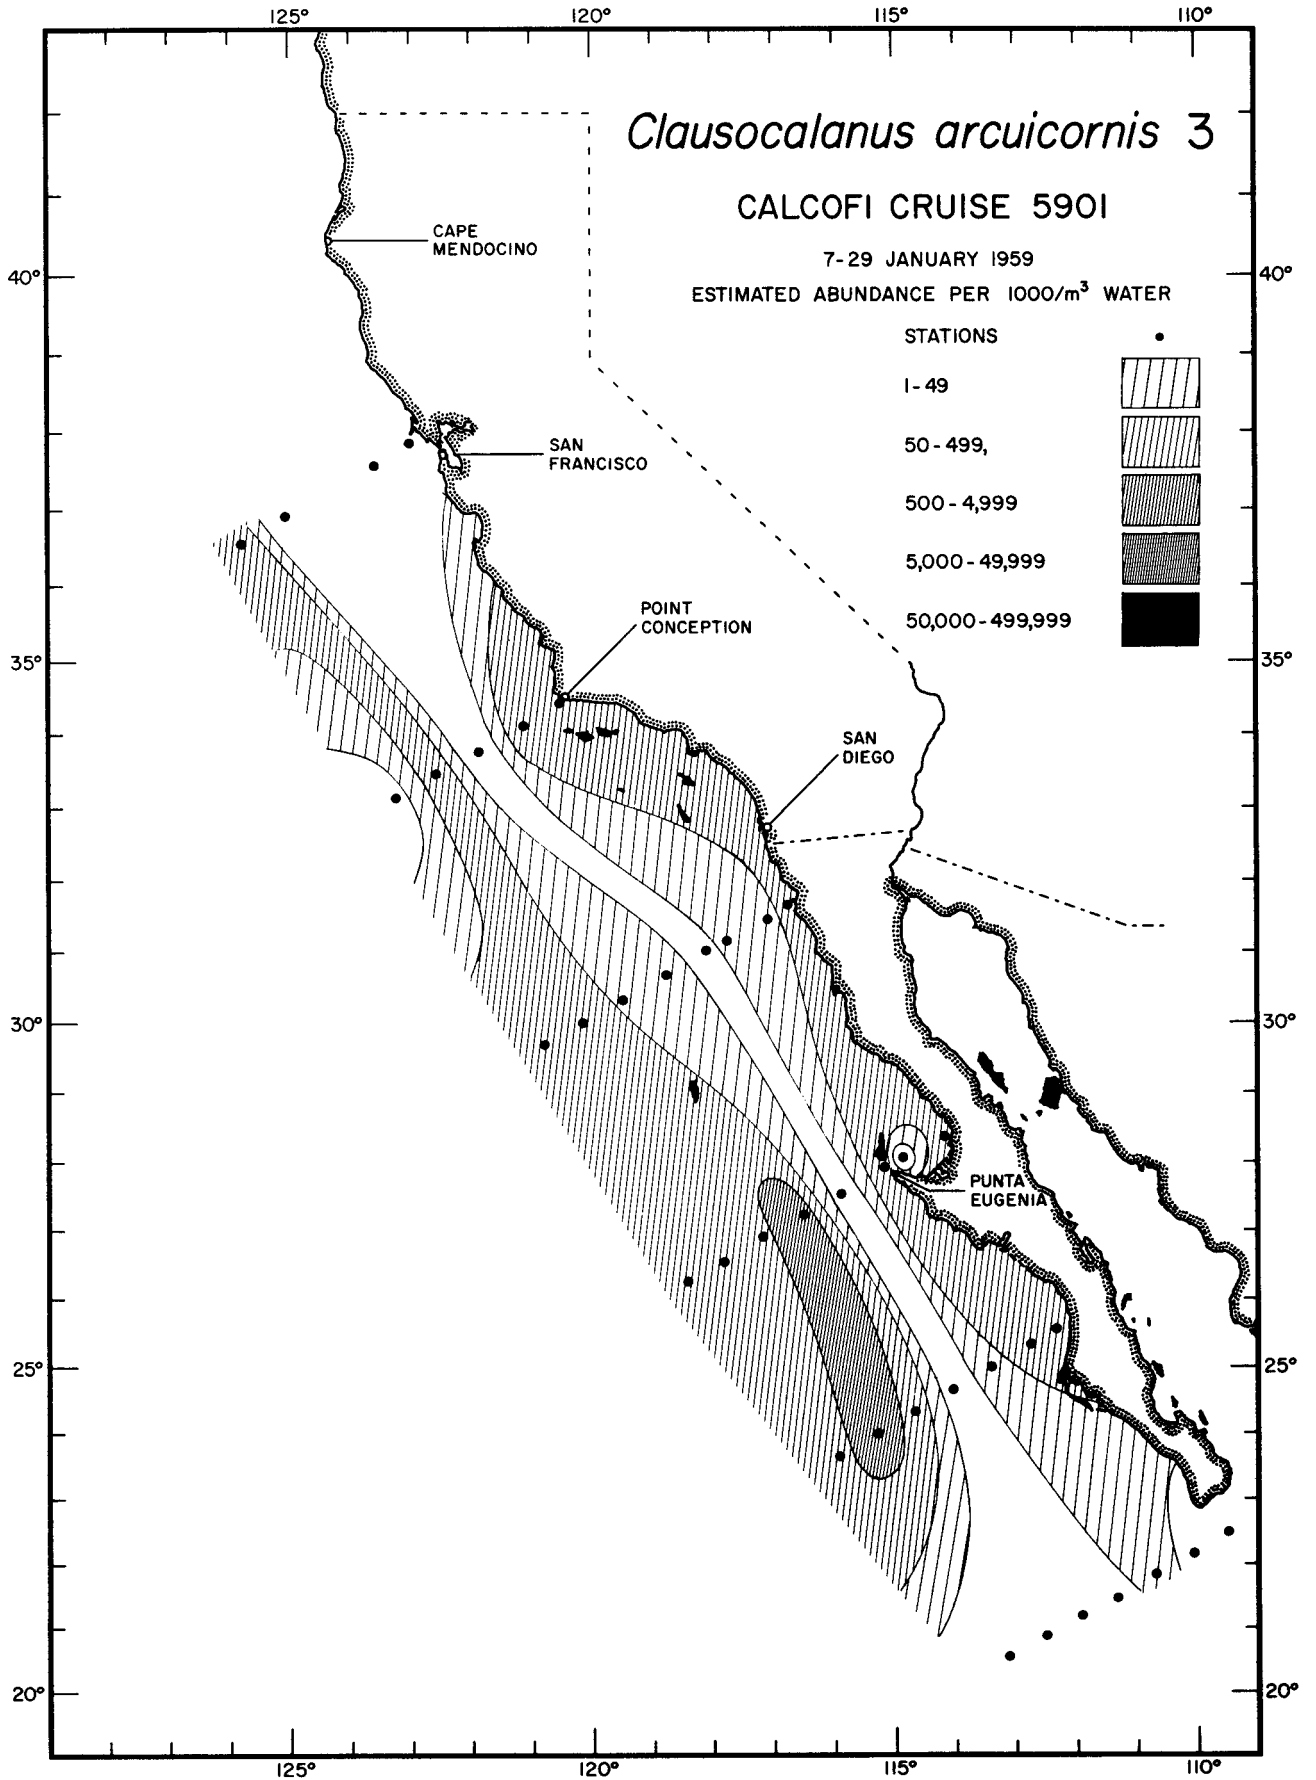 125° 120° 115° 110°
Clausocalanus arcuicornis 3
CALCOFI CRUISE 5901
7-29 JANUARY 1959
ESTIMATED ABUNDANCE PER 1000/m³ WATER
STATIONS
1-49
50-499,
500-4,999
5,000-49,999
50,000-499,999
CAPE
MENDOCINO
40° 40°
SAN
FRANCISCO
POINT
CONCEPTION
35° 35°
SAN
DIEGO
30° 30°
PUNTA
EUGENIA
25° 25°
20° 20°
125° 120° 115° 110°